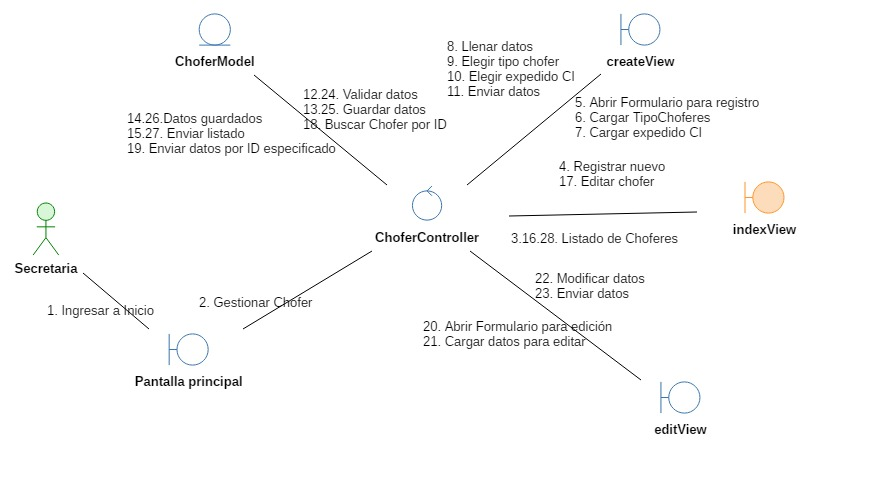 ChoferModel
8. Llenar datos
9. Elegir tipo chofer
10. Elegir expedido CI
11. Enviar datos
createView
12.24. Validar datos
13.25. Guardar datos
18. Buscar Chofer por ID
14.26.Datos guardados
15.27. Enviar listado
19. Enviar datos por ID especificado
5. Abrir Formulario para registro
6. Cargar TipoChoferes
7. Cargar expedido CI
4. Registrar nuevo
17. Editar chofer
indexView
ChoferController
3.16.28. Listado de Choferes
Secretaria
1. Ingresar a Inicio
2. Gestionar Chofer
22. Modificar datos
23. Enviar datos
20. Abrir Formulario para edición
21. Cargar datos para editar
Pantalla principal
editView